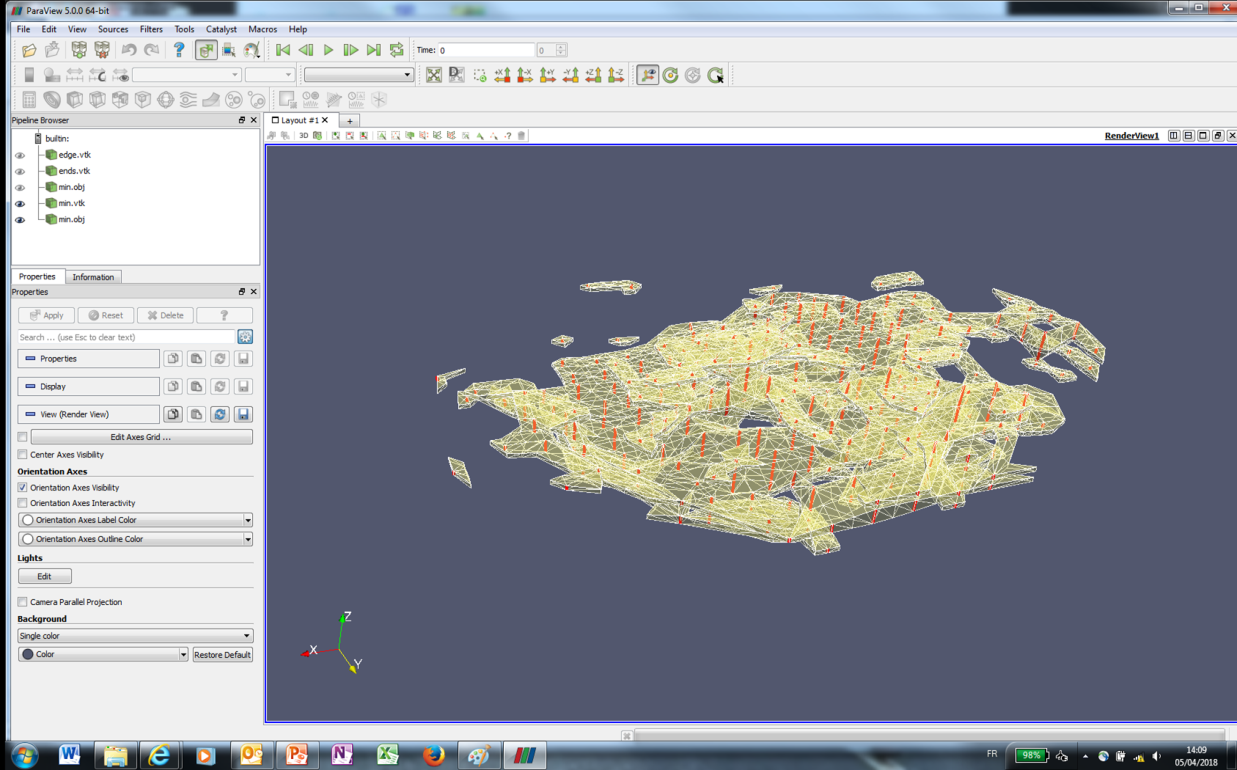 ParaView 5.0.0 64-bit
File Edit View Sources Filters Tools Catalyst Macros Help
Time: 0 0
Pipeline Browser
Layout #1
3D
RenderView1
builtin:
edge.vtk
ends.vtk
min.obj
min.vtk
min.obj
Properties Information
Properties
Apply Reset Delete ?
Search ... (use Esc to clear text)
Properties
Display
View (Render View)
Edit Axes Grid ...
Center Axes Visibility
Orientation Axes
Orientation Axes Visibility
Orientation Axes Interactivity
Orientation Axes Label Color
Orientation Axes Outline Color
Lights
Edit
Camera Parallel Projection
Background
Single color
Color Restore Default
Z
X
Y
FR 98% 14:09
05/04/2018